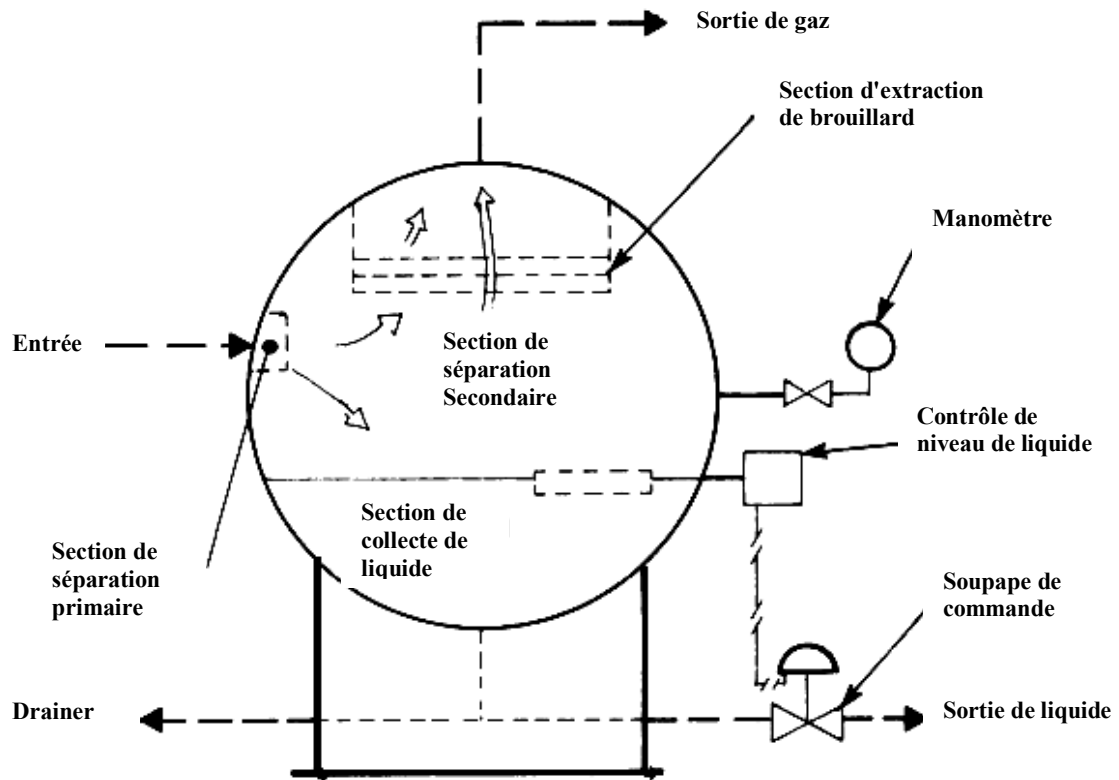 Sortie de gaz
Section d'extraction
de brouillard
Manomètre
Entrée
Section de
séparation
Secondaire
Contrôle de
niveau de liquide
Section de
collecte de
liquide
Section de
séparation
primaire
Soupape de
commande
Drainer
Sortie de liquide